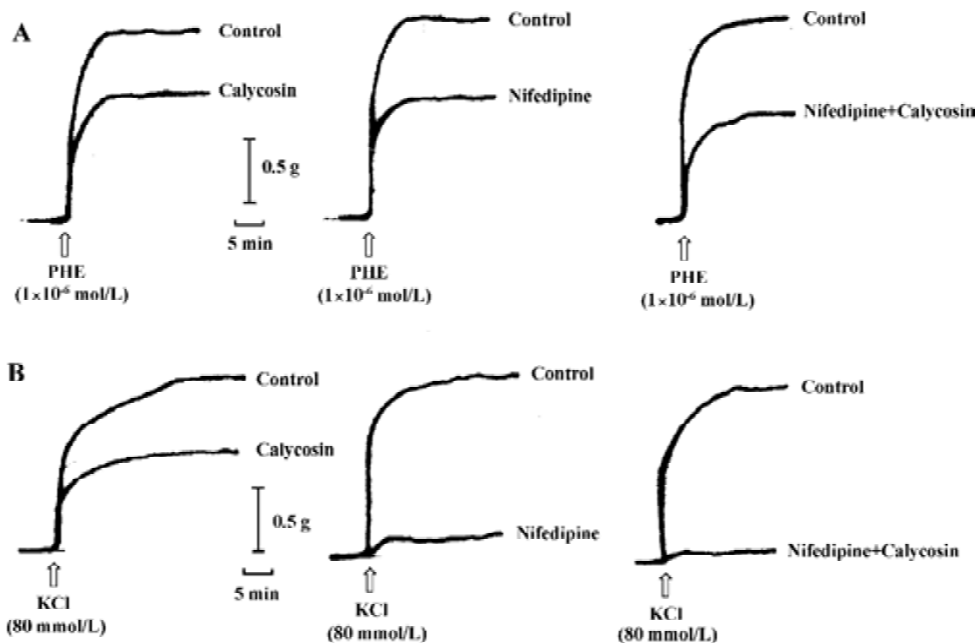 A
Control
Calycosin
0.5 g
5 min
PHE
(1×10⁻⁶ mol/L)
Control
Nifedipine
PHE
(1×10⁻⁶ mol/L)
Control
Nifedipine+Calycosin
PHE
(1×10⁻⁶ mol/L)
B
Control
Calycosin
0.5 g
5 min
KCl
(80 mmol/L)
Control
Nifedipine
KCl
(80 mmol/L)
Control
Nifedipine+Calycosin
KCl
(80 mmol/L)